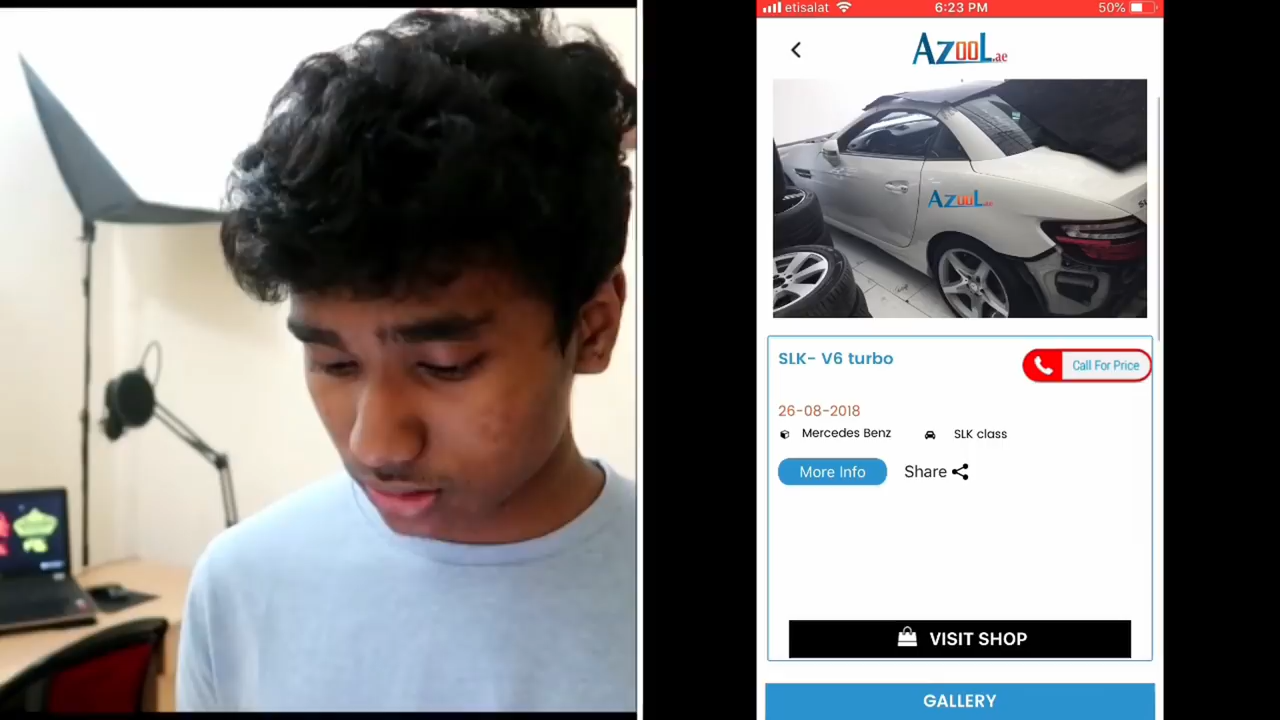 etisalat
6:23 PM
50%
AzooL.ae
AzooL.ae
SLK- V6 turbo
Call For Price
26-08-2018
Mercedes Benz
SLK class
More Info
Share
VISIT SHOP
GALLERY